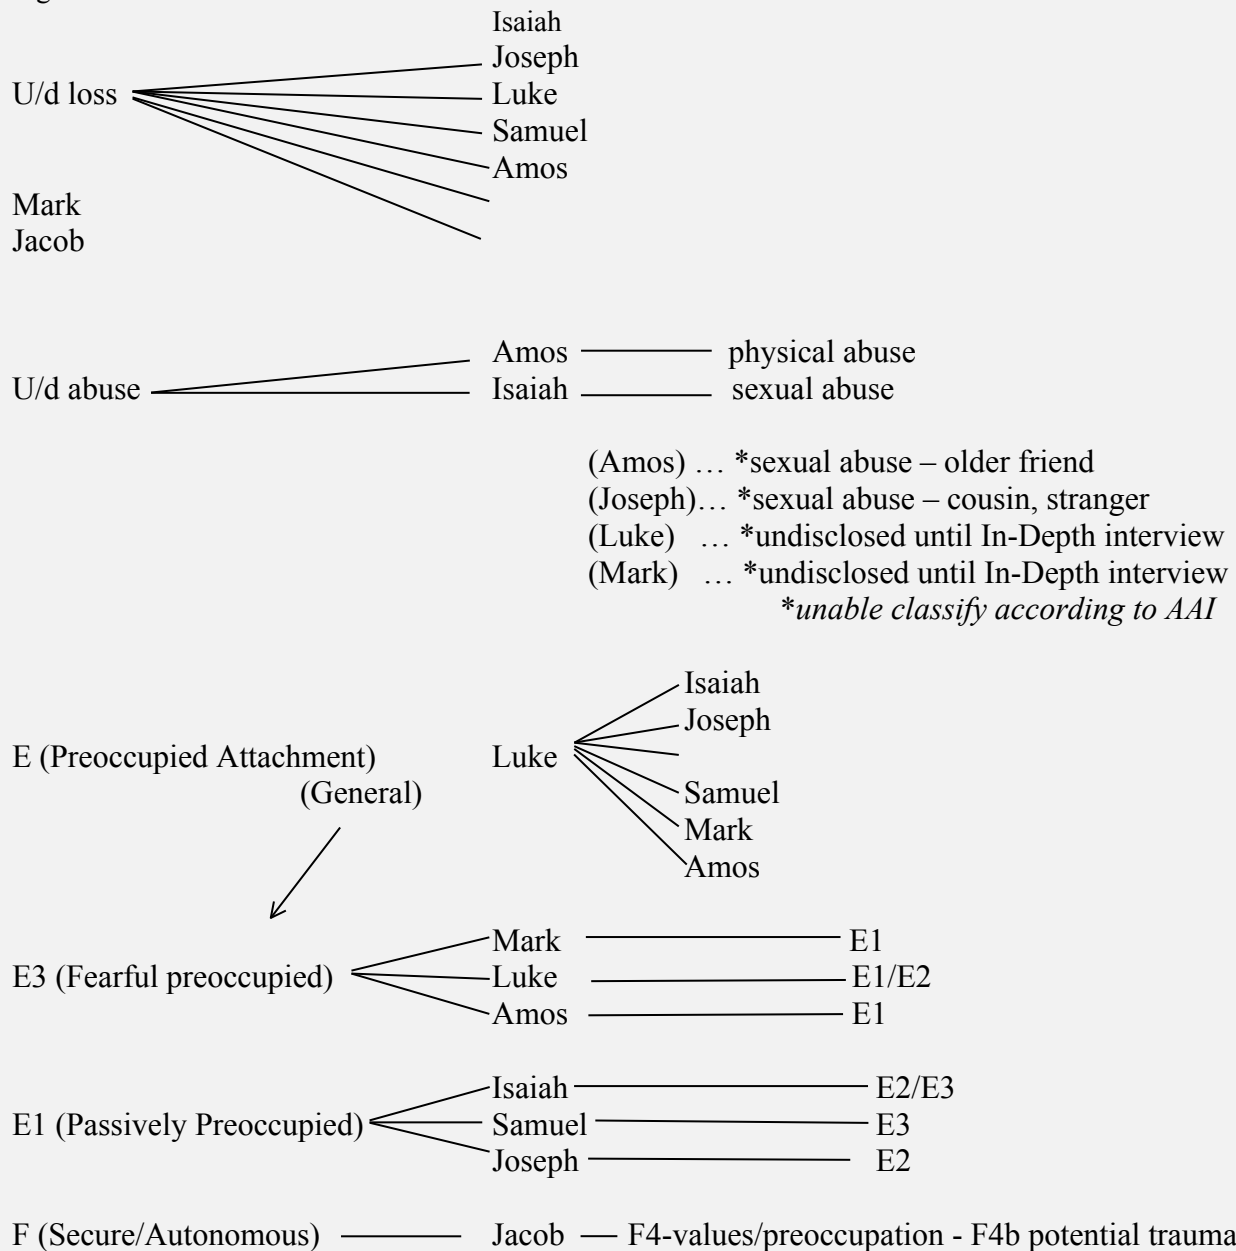 Isaiah
Joseph
U/d loss Luke
Samuel
Amos
Mark
Jacob
Amos physical abuse
U/d abuse Isaiah sexual abuse
(Amos) … *sexual abuse – older friend
(Joseph)… *sexual abuse – cousin, stranger
(Luke) … *undisclosed until In-Depth interview
(Mark) … *undisclosed until In-Depth interview
*unable classify according to AAI
Isaiah
Joseph
E (Preoccupied Attachment) Luke
(General) Samuel
Mark
Amos
Mark E1
E3 (Fearful preoccupied) Luke E1/E2
Amos E1
Isaiah E2/E3
E1 (Passively Preoccupied) Samuel E3
Joseph E2
F (Secure/Autonomous) Jacob F4-values/preoccupation - F4b potential trauma